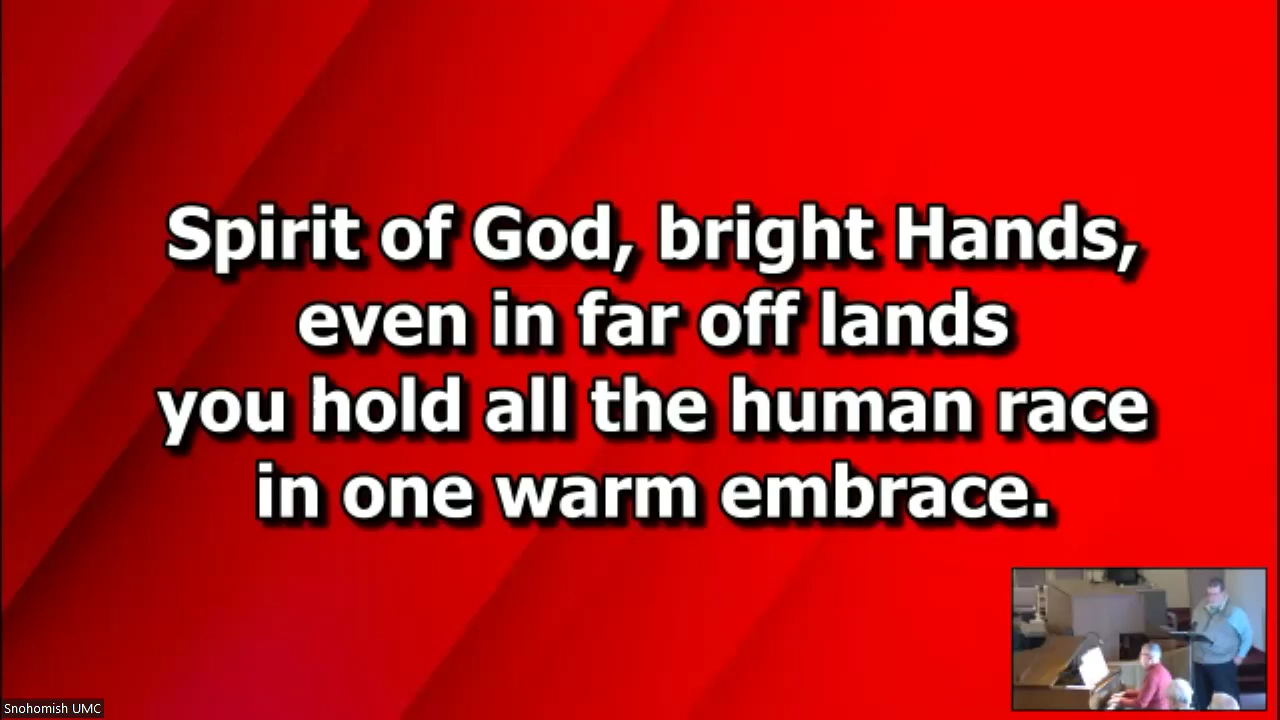 Spirit of God, bright Hands,
even in far off lands
you hold all the human race
in one warm embrace.
Snohomish UMC